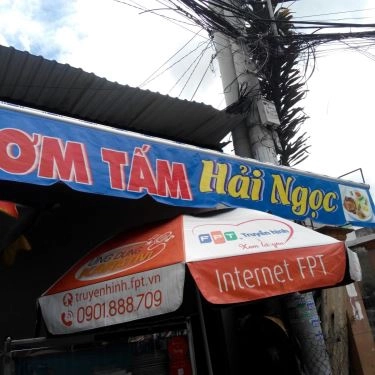 ƠM TẤM Hải Ngọc
FPT Truyền hình
Xem là yêu
Internet FPT
truyenhinh.fpt.vn
0901.888.709